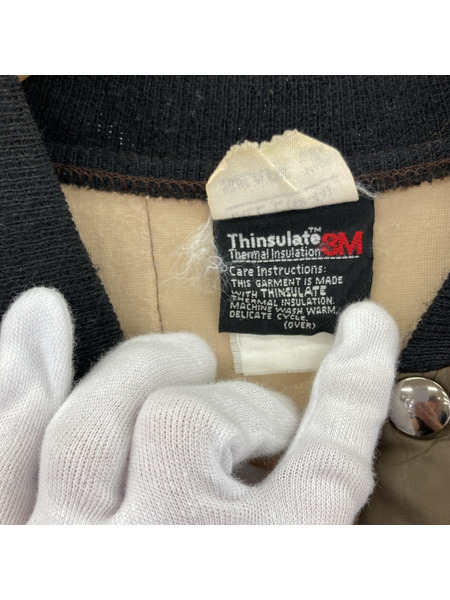 Thinsulate™
Thermal Insulation 3M
Care Instructions:
THIS GARMENT IS MADE
WITH THINSULATE
THERMAL INSULATION.
MACHINE WASH WARM,
DELICATE CYCLE.
(OVER)